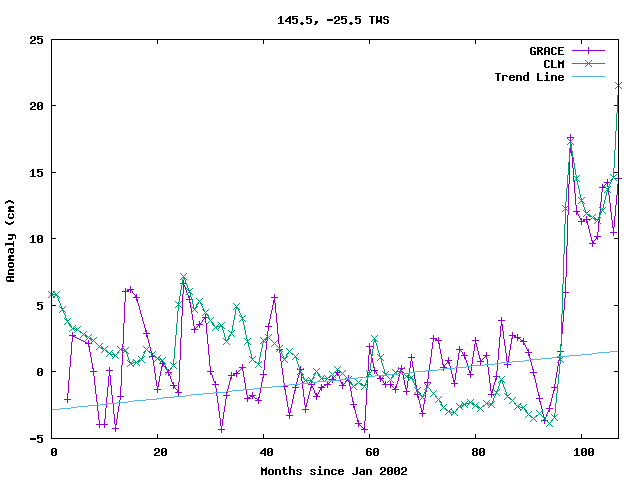 145.5, -25.5 TWS
GRACE
CLM
Trend Line
25
20
15
10
5
0
-5
Anomaly (cm)
0 20 40 60 80 100
Months since Jan 2002